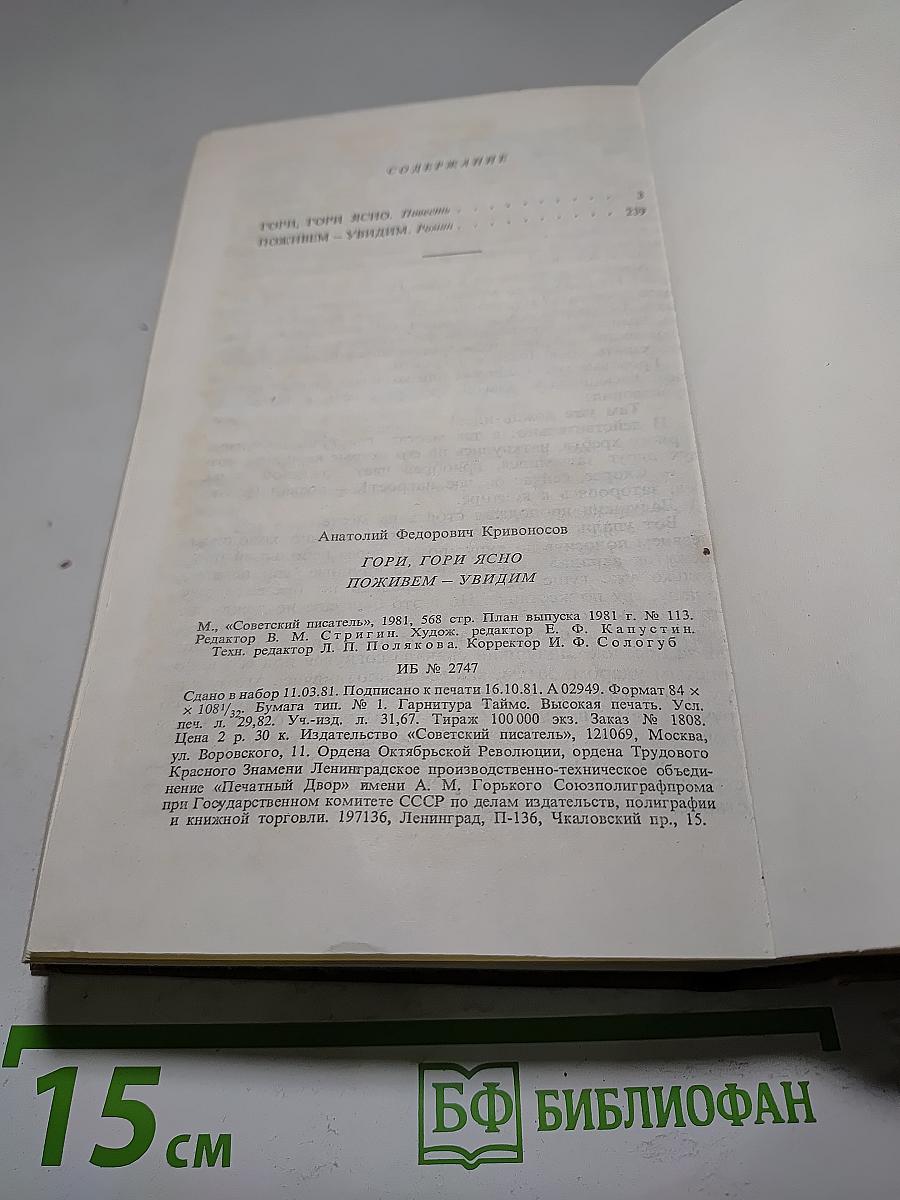 СОДЕРЖАНИЕ
ГОРИ, ГОРИ ЯСНО. Повесть . . . . . . . . . . 3
ПОЖИВЕМ — УВИДИМ. Роман . . . . . . . . . . 239
Анатолий Федорович Кривоносов
ГОРИ, ГОРИ ЯСНО
ПОЖИВЕМ — УВИДИМ
М., «Советский писатель», 1981, 568 стр. План выпуска 1981 г. № 113.
Редактор В. М. Стригин. Худож. редактор Е. Ф. Капустин.
Техн. редактор Л. П. Полякова. Корректор И. Ф. Сологуб
ИБ № 2747
Сдано в набор 11.03.81. Подписано к печати 16.10.81. А 02949. Формат 84 ×
× 108¹/₃₂. Бумага тип. № 1. Гарнитура Таймс. Высокая печать. Усл.
печ. л. 29,82. Уч.-изд. л. 31,67. Тираж 100 000 экз. Заказ № 1808.
Цена 2 р. 30 к. Издательство «Советский писатель», 121069, Москва,
ул. Воровского, 11. Ордена Октябрьской Революции, ордена Трудового
Красного Знамени Ленинградское производственно-техническое объеди-
нение «Печатный Двор» имени А. М. Горького Союзполиграфпрома
при Государственном комитете СССР по делам издательств, полиграфии
и книжной торговли. 197136, Ленинград, П-136, Чкаловский пр., 15.
15 см
БФ БИБЛИОФАН